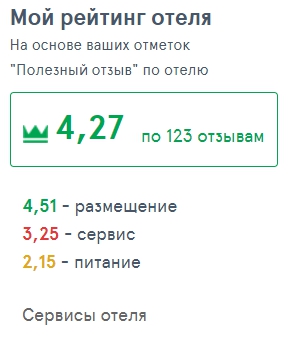 Мой рейтинг отеля
На основе ваших отметок
"Полезный отзыв" по отелю
4,27 по 123 отзывам
4,51 - размещение
3,25 - сервис
2,15 - питание
Сервисы отеля